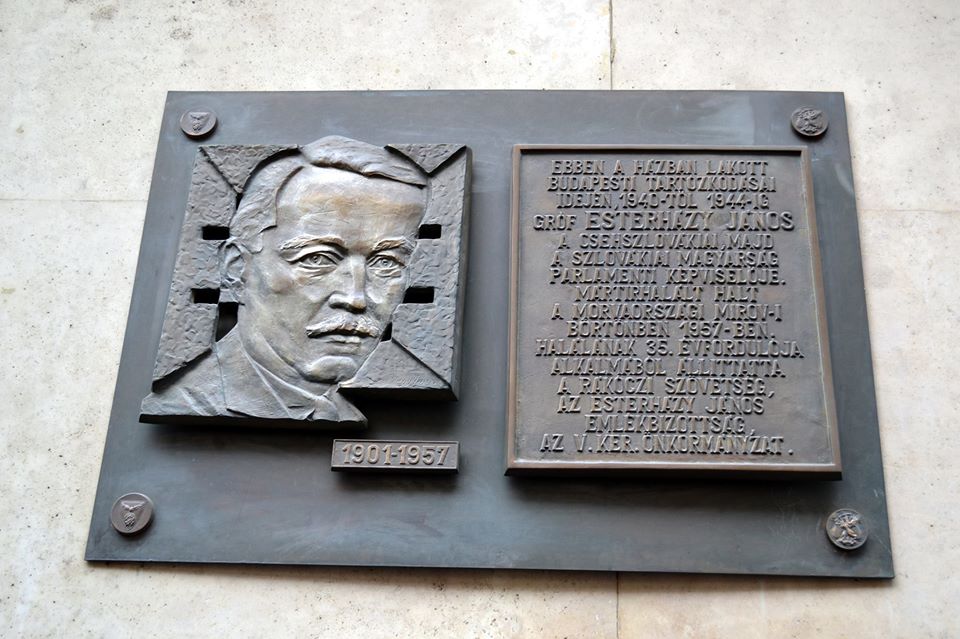 EBBEN A HÁZBAN LAKOTT
BUDAPESTI TARTÓZKODÁSAI
IDEJÉN, 1940-TŐL 1944-IG
GRÓF ESTERHÁZY JÁNOS
A CSEHSZLOVÁKIAI, MAJD
A SZLOVÁKIAI MAGYARSÁG
PARLAMENTI KÉPVISELŐJE.
MÁRTÍRHALÁLT HALT
A MORVAORSZÁGI MIROV-I
BÖRTÖNBEN 1957-BEN.
HALÁLÁNAK 35. ÉVFORDULÓJA
ALKALMÁBÓL ÁLLÍTTATTA
A RÁKÓCZI SZÖVETSÉG,
AZ ESTERHÁZY JÁNOS
EMLÉKBIZOTTSÁG,
AZ V. KER. ÖNKORMÁNYZAT.
1901-1957